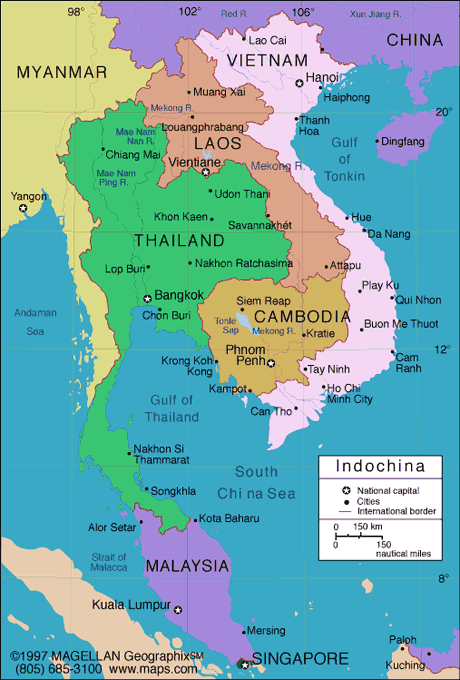 98°
102°
106°
Red R.
Xun Jiang R.
Lao Cai
CHINA
VIETNAM
MYANMAR
Hanoi
Muang Xai
Haiphong
Mekong R.
20°
Louangphrabang
Thanh
Hoa
Mae Nam
Nan R.
LAOS
Gulf
of
Tonkin
Dingfang
Chiang Mai
Vientiane
Mekong R.
Mae Nam
Ping R.
Udon Thani
Yangon
Khon Kaen
Savannakhét
Hue
Da Nang
THAILAND
Lop Buri
Nakhon Ratchasima
Attapu
Play Ku
Bangkok
Siem Reap
Qui Nhon
Andaman
Sea
Chon Buri
CAMBODIA
Tonle
Sap
Mekong R.
Kratie
Buon Me Thuot
Phnom
Penh
12°
Krong Koh
Kong
Tay Ninh
Cam
Ranh
Kampot
Ho Chi
Minh City
Gulf of
Thailand
Can Tho
Nakhon Si
Thammarat
South
China Sea
Songkhla
Indochina
National capital
Cities
International border
0 150 km
0 150
nautical miles
Alor Setar
Kota Baharu
Strait of
Malacca
MALAYSIA
8°
Kuala Lumpur
Mersing
Paloh
Kuching
SINGAPORE
©1997 MAGELLAN Geographix℠
(805) 685-3100 www.maps.com